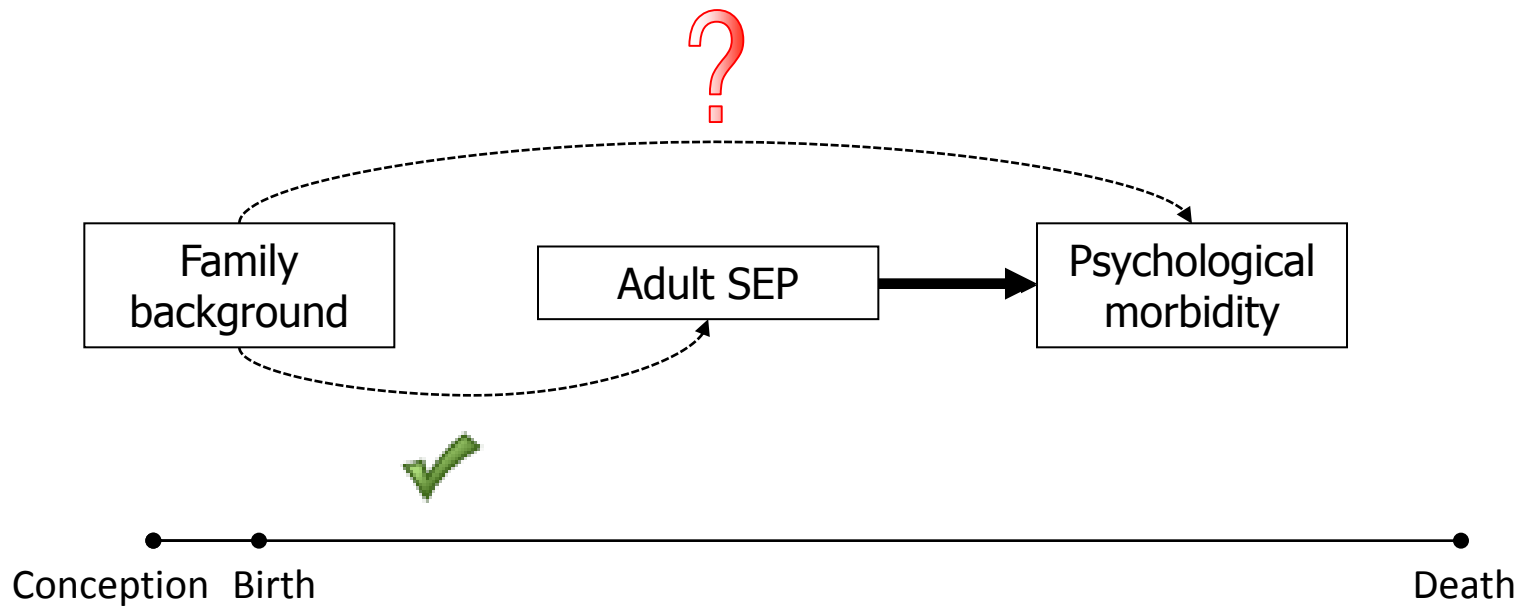 ?
Family
background
Adult SEP
Psychological
morbidity
Conception Birth Death